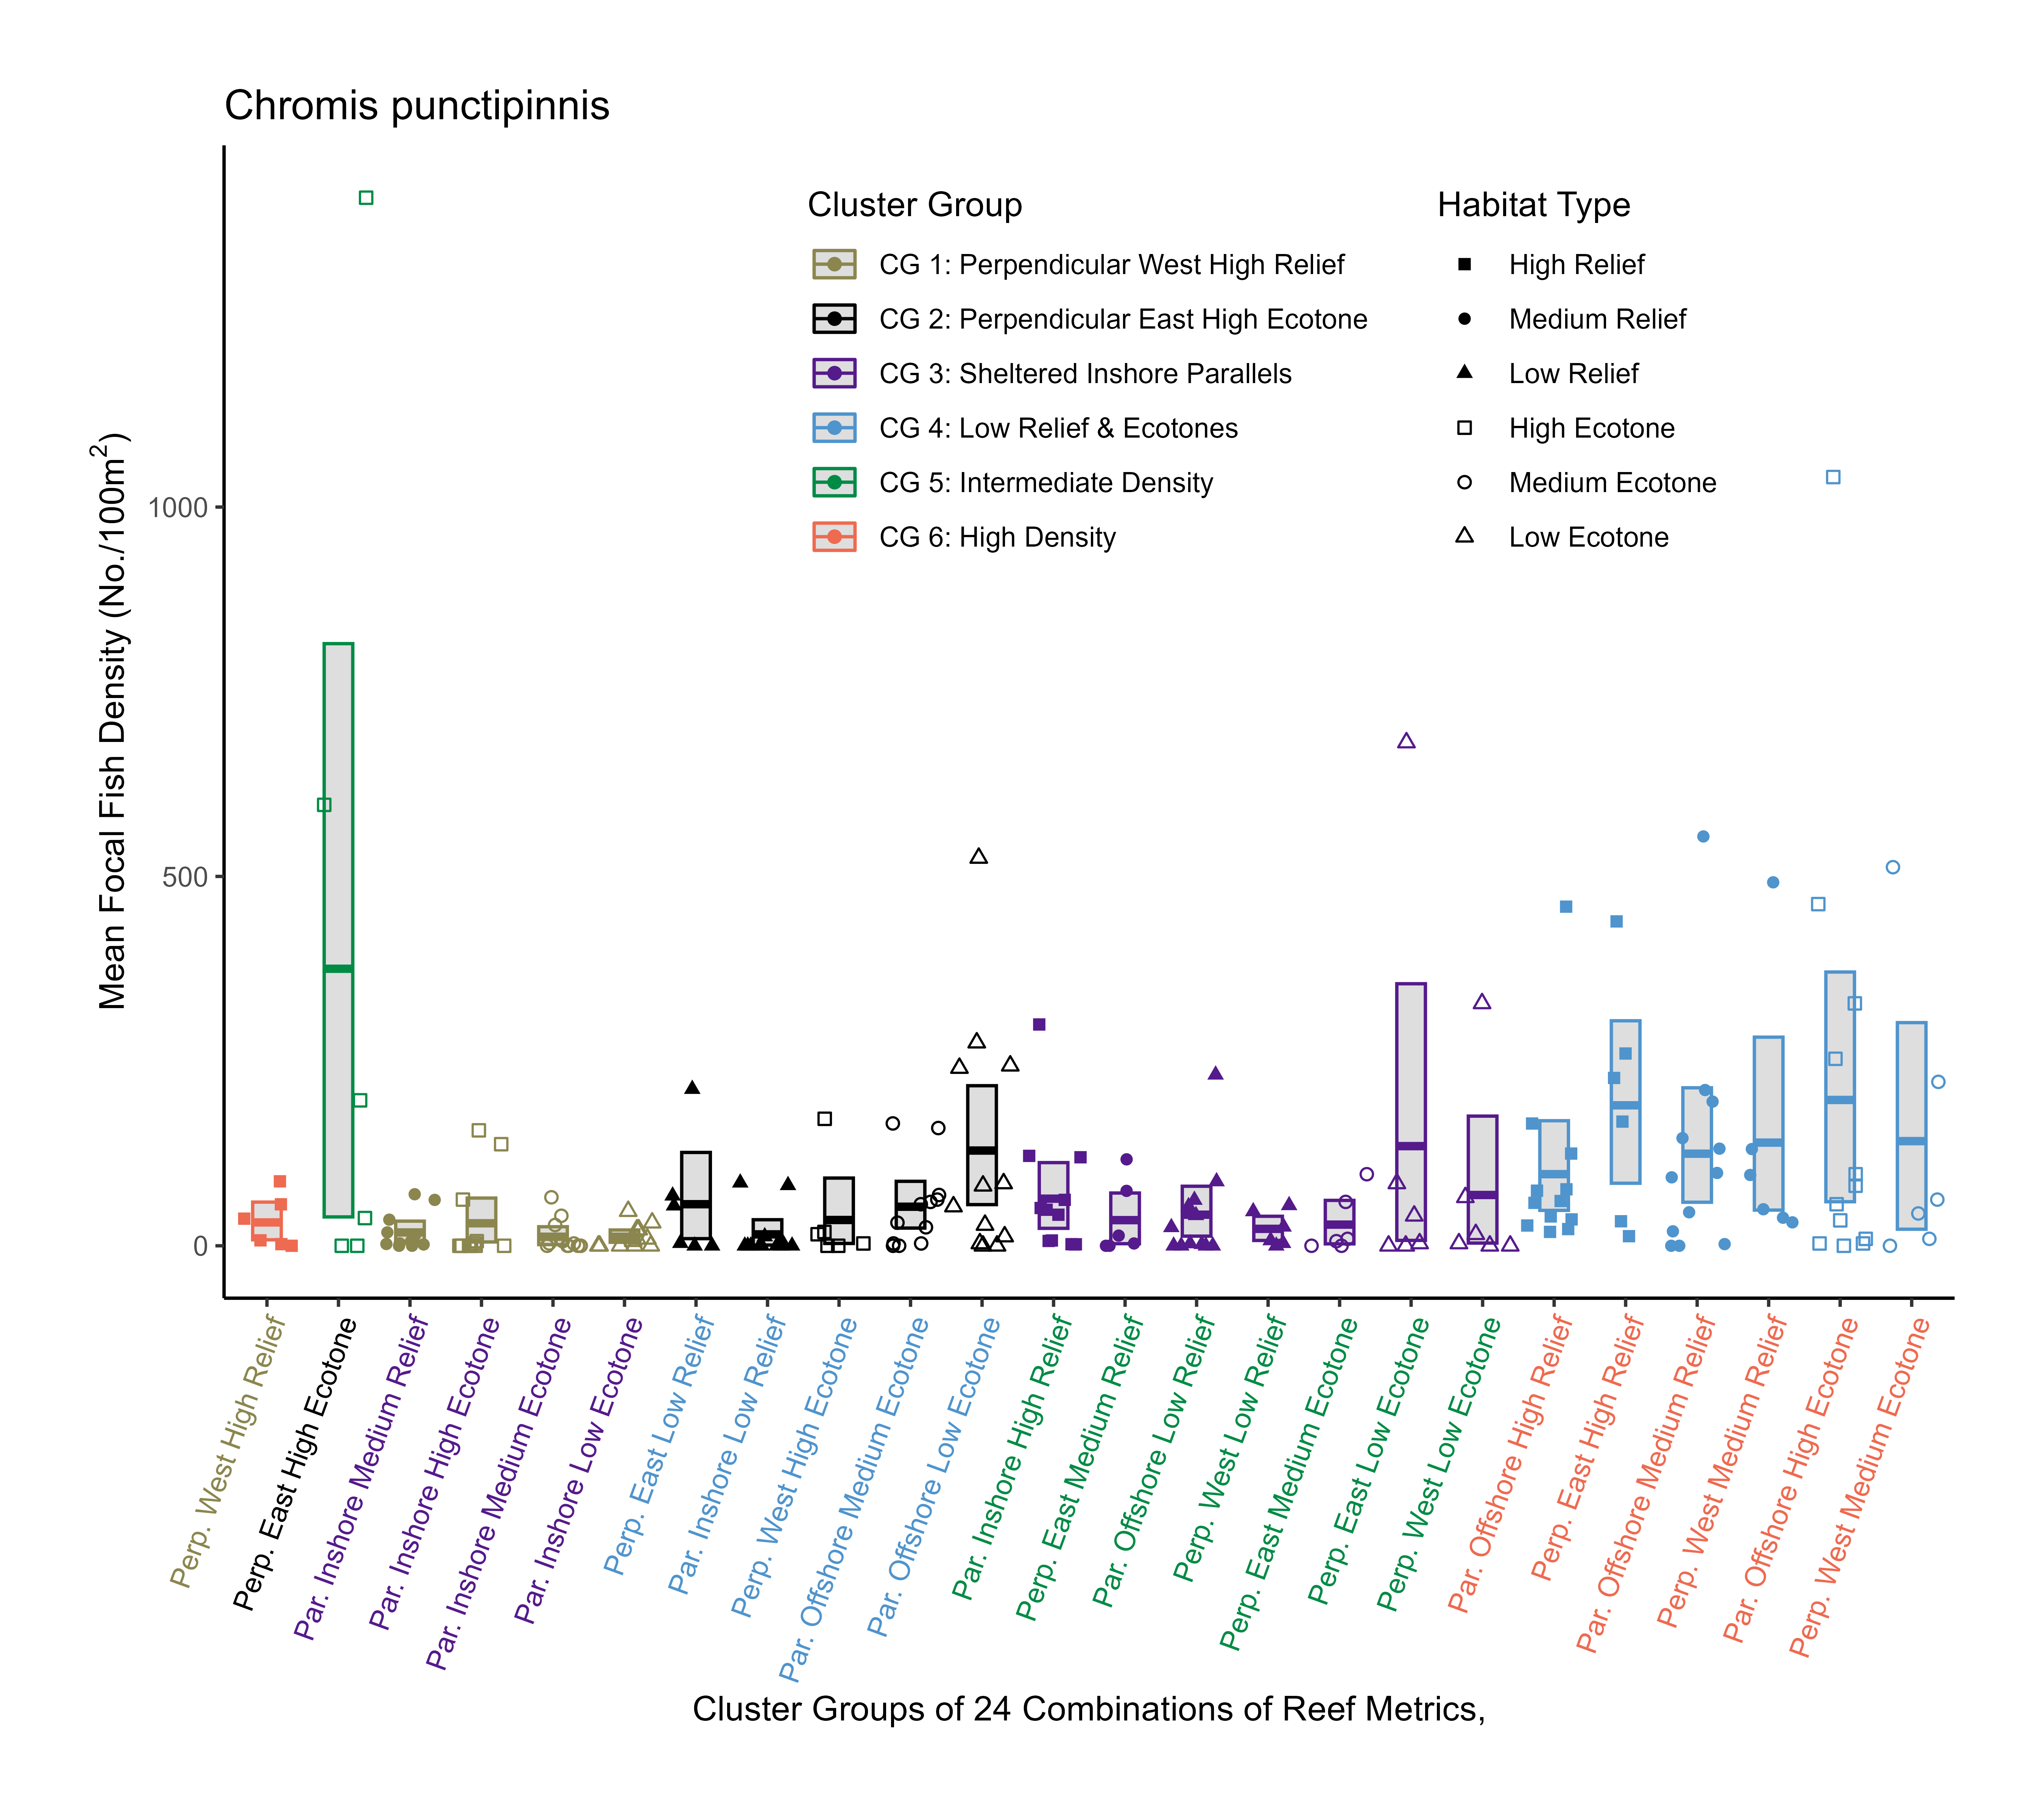 Chromis punctipinnis
Cluster Group
CG 1: Perpendicular West High Relief
CG 2: Perpendicular East High Ecotone
CG 3: Sheltered Inshore Parallels
CG 4: Low Relief & Ecotones
CG 5: Intermediate Density
CG 6: High Density
Habitat Type
High Relief
Medium Relief
Low Relief
High Ecotone
Medium Ecotone
Low Ecotone
Mean Focal Fish Density (No./100m²)
1000
500
0
Perp. West High Relief
Perp. East High Ecotone
Par. Inshore Medium Relief
Par. Inshore High Ecotone
Par. Inshore Medium Ecotone
Par. Inshore Low Ecotone
Perp. East Low Relief
Par. Inshore Low Relief
Perp. West High Ecotone
Par. Offshore Medium Ecotone
Par. Offshore Low Ecotone
Par. Inshore High Relief
Perp. East Medium Relief
Par. Offshore Low Relief
Perp. West Low Relief
Perp. East Medium Ecotone
Perp. East Low Ecotone
Perp. West Low Ecotone
Par. Offshore High Relief
Perp. East High Relief
Par. Offshore Medium Relief
Perp. West Medium Relief
Par. Offshore High Ecotone
Perp. West Medium Ecotone
Cluster Groups of 24 Combinations of Reef Metrics,